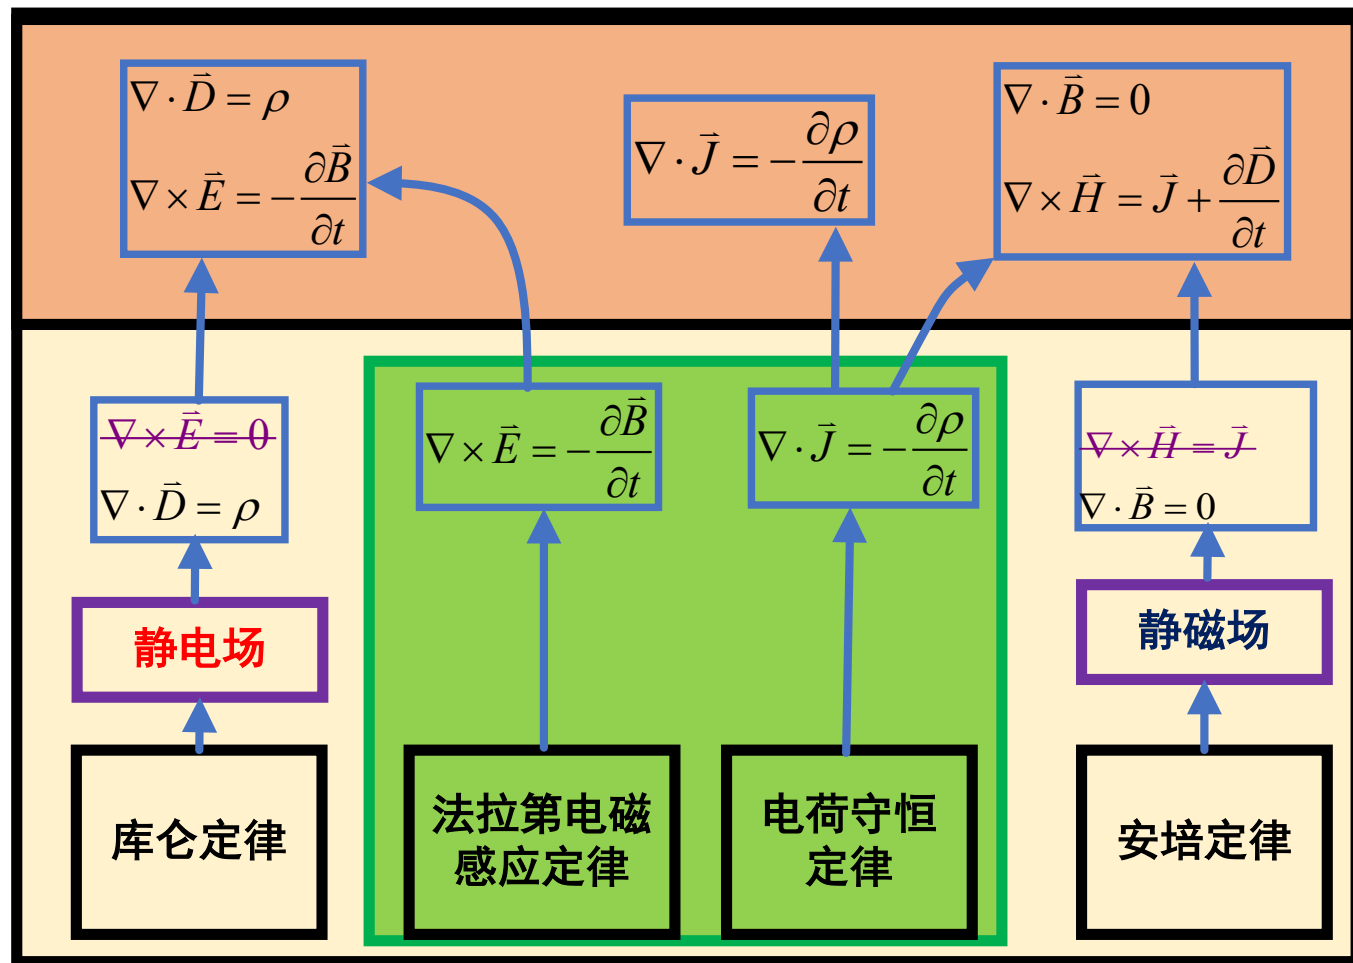 ∇·D⃗ = ρ
∇×E⃗ = −∂B⃗/∂t
∇·J⃗ = −∂ρ/∂t
∇·B⃗ = 0
∇×H⃗ = J⃗ + ∂D⃗/∂t
∇×E⃗ = 0
∇·D⃗ = ρ
∇×E⃗ = −∂B⃗/∂t
∇·J⃗ = −∂ρ/∂t
∇×H⃗ = J⃗
∇·B⃗ = 0
静电场
静磁场
库仑定律
法拉第电磁
感应定律
电荷守恒
定律
安培定律